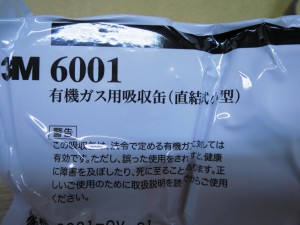 3M 6001
有機ガス用吸収缶(直結式小型)
警告
この吸収缶は、法令で定める有機ガスに対しては
有効です。ただし、誤った使用をされますと、健康
に障害を及ぼしたり、死に至ることがあります。正
しいご使用のために取扱説明を読んでからご使用
ください。